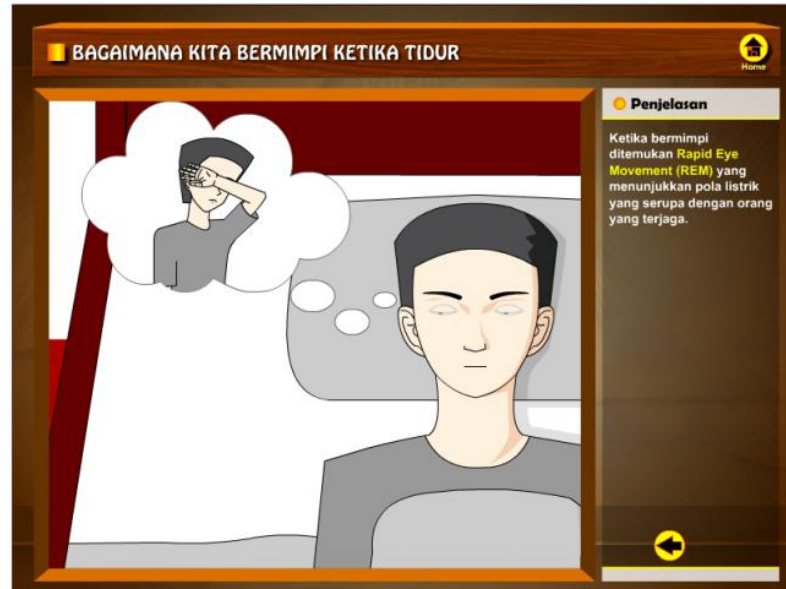 BAGAIMANA KITA BERMIMPI KETIKA TIDUR
Home
Penjelasan
Ketika bermimpi
ditemukan Rapid Eye
Movement (REM) yang
menunjukkan pola listrik
yang serupa dengan orang
yang terjaga.